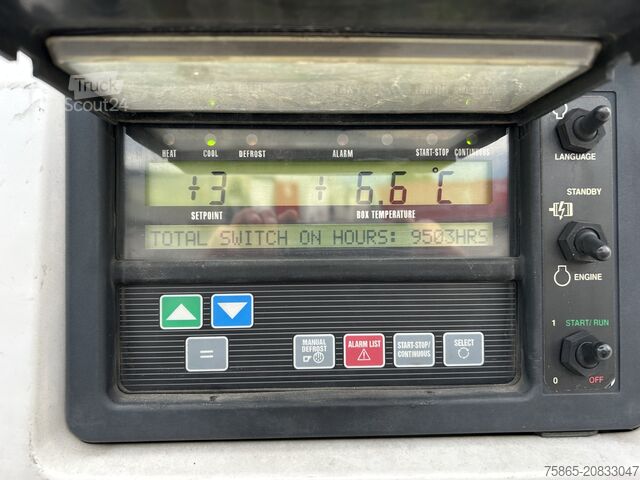 Truck
Scout24
HEAT COOL DEFROST ALARM START-STOP CONTINUOUS
+3 + 6.6 °C
SETPOINT BOX TEMPERATURE
TOTAL SWITCH ON HOURS: 9503HRS
=
MANUAL DEFROST
ALARM LIST
START-STOP/ CONTINUOUS
SELECT
LANGUAGE
STANDBY
ENGINE
1 START/RUN
0 OFF
75865-20833047